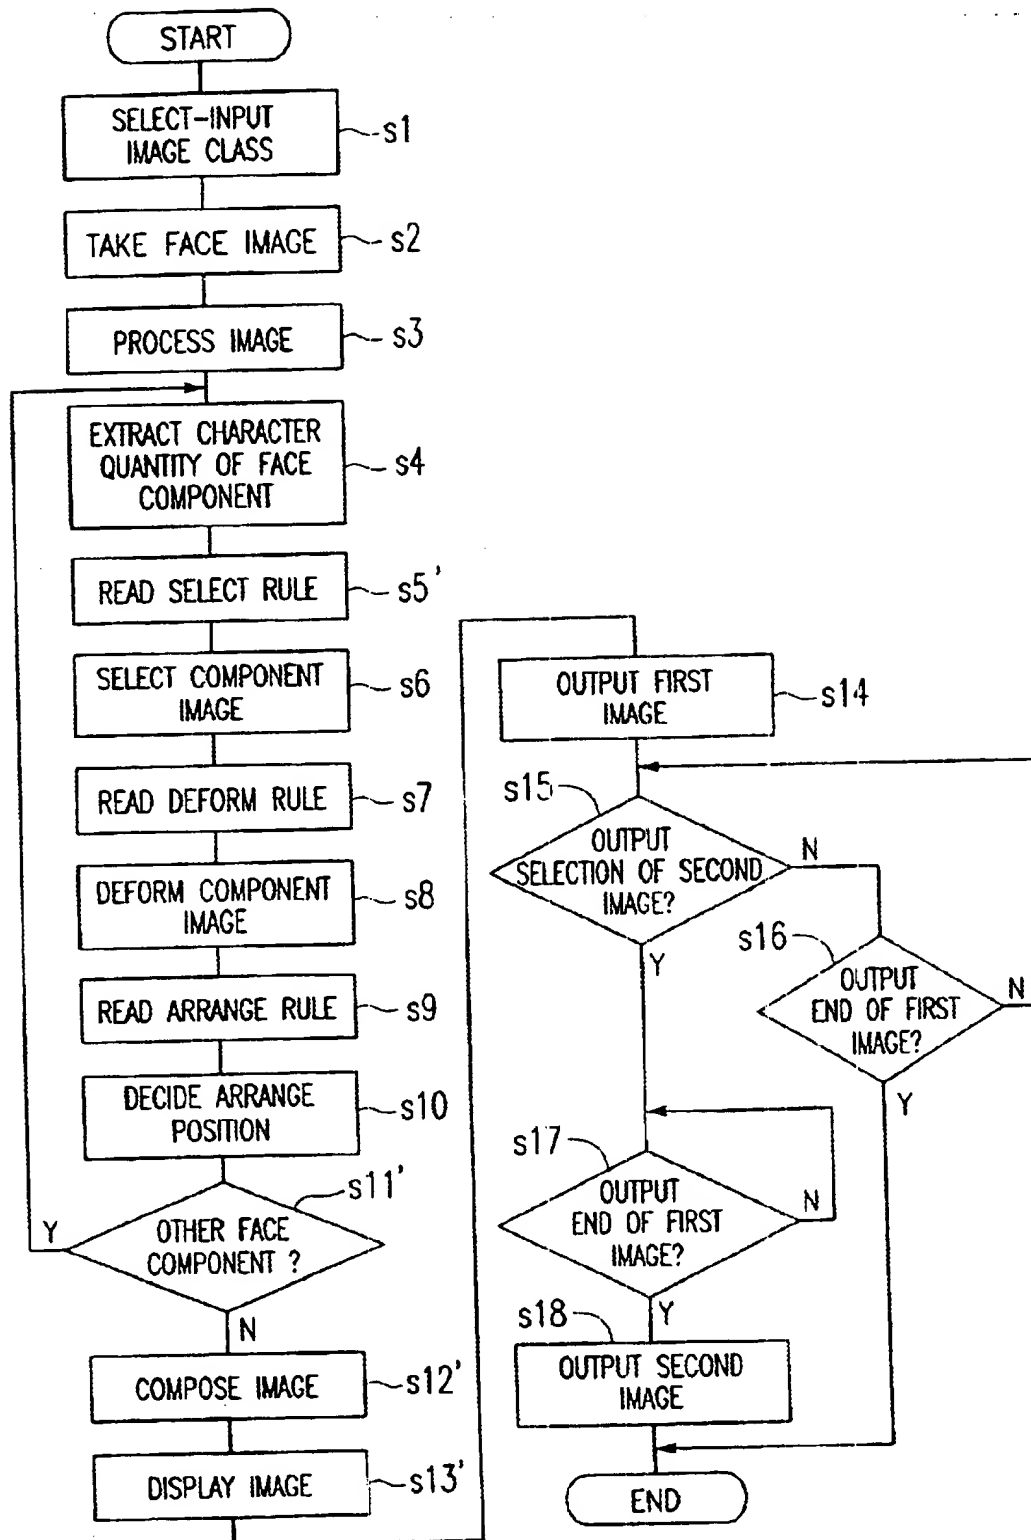 START
SELECT-INPUT
IMAGE CLASS
s1
TAKE FACE IMAGE
s2
PROCESS IMAGE
s3
EXTRACT CHARACTER
QUANTITY OF FACE
COMPONENT
s4
READ SELECT RULE
s5'
SELECT COMPONENT
IMAGE
s6
READ DEFORM RULE
s7
DEFORM COMPONENT
IMAGE
s8
READ ARRANGE RULE
s9
DECIDE ARRANGE
POSITION
s10
s11'
Y
OTHER FACE
COMPONENT ?
N
COMPOSE IMAGE
s12'
DISPLAY IMAGE
s13'
OUTPUT FIRST
IMAGE
s14
s15
OUTPUT
SELECTION OF SECOND
IMAGE?
N
Y
s16
OUTPUT
END OF FIRST
IMAGE?
N
Y
s17
OUTPUT
END OF FIRST
IMAGE?
N
Y
s18
OUTPUT SECOND
IMAGE
END